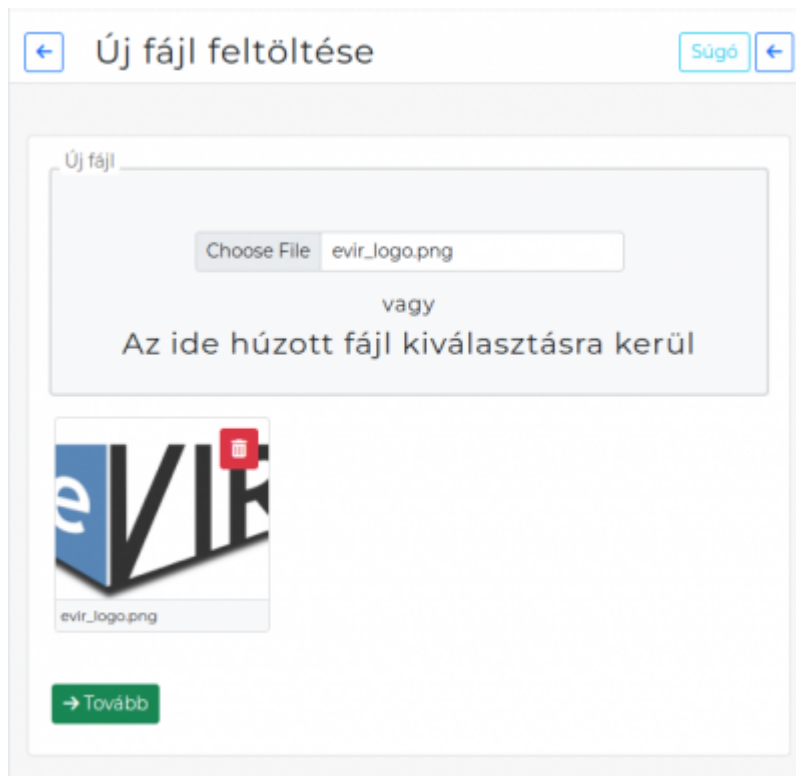 Új fájl feltöltése
Súgó
Új fájl
Choose File evir_logo.png
vagy
Az ide húzott fájl kiválasztásra kerül
eVIR
evir_logo.png
Tovább